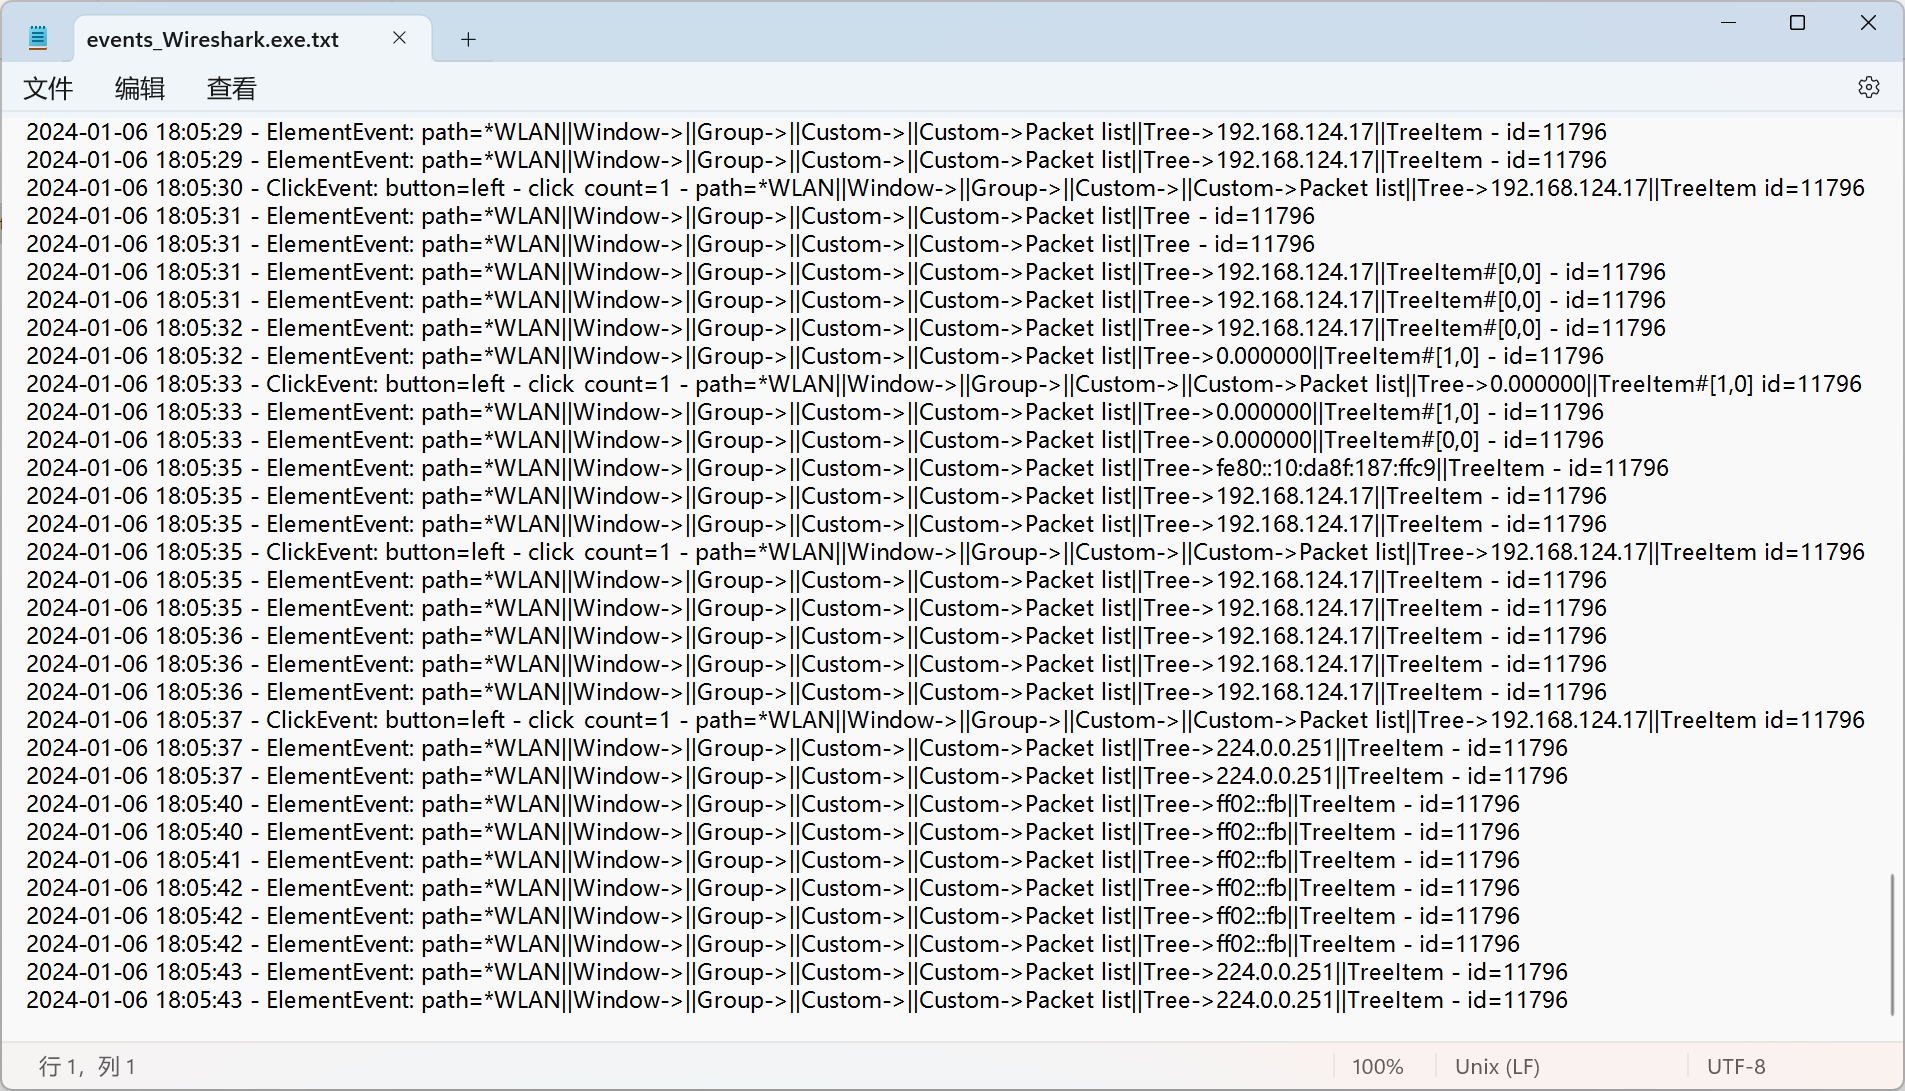 events_Wireshark.exe.txt
文件 编辑 查看
2024-01-06 18:05:29 - ElementEvent: path=*WLAN||Window->||Group->||Custom->||Custom->Packet list||Tree->192.168.124.17||TreeItem - id=11796
2024-01-06 18:05:29 - ElementEvent: path=*WLAN||Window->||Group->||Custom->||Custom->Packet list||Tree->192.168.124.17||TreeItem - id=11796
2024-01-06 18:05:30 - ClickEvent: button=left - click count=1 - path=*WLAN||Window->||Group->||Custom->||Custom->Packet list||Tree->192.168.124.17||TreeItem id=11796
2024-01-06 18:05:31 - ElementEvent: path=*WLAN||Window->||Group->||Custom->||Custom->Packet list||Tree - id=11796
2024-01-06 18:05:31 - ElementEvent: path=*WLAN||Window->||Group->||Custom->||Custom->Packet list||Tree - id=11796
2024-01-06 18:05:31 - ElementEvent: path=*WLAN||Window->||Group->||Custom->||Custom->Packet list||Tree->192.168.124.17||TreeItem#[0,0] - id=11796
2024-01-06 18:05:31 - ElementEvent: path=*WLAN||Window->||Group->||Custom->||Custom->Packet list||Tree->192.168.124.17||TreeItem#[0,0] - id=11796
2024-01-06 18:05:32 - ElementEvent: path=*WLAN||Window->||Group->||Custom->||Custom->Packet list||Tree->192.168.124.17||TreeItem#[0,0] - id=11796
2024-01-06 18:05:32 - ElementEvent: path=*WLAN||Window->||Group->||Custom->||Custom->Packet list||Tree->0.000000||TreeItem#[1,0] - id=11796
2024-01-06 18:05:33 - ClickEvent: button=left - click count=1 - path=*WLAN||Window->||Group->||Custom->||Custom->Packet list||Tree->0.000000||TreeItem#[1,0] id=11796
2024-01-06 18:05:33 - ElementEvent: path=*WLAN||Window->||Group->||Custom->||Custom->Packet list||Tree->0.000000||TreeItem#[1,0] - id=11796
2024-01-06 18:05:33 - ElementEvent: path=*WLAN||Window->||Group->||Custom->||Custom->Packet list||Tree->0.000000||TreeItem#[0,0] - id=11796
2024-01-06 18:05:35 - ElementEvent: path=*WLAN||Window->||Group->||Custom->||Custom->Packet list||Tree->fe80::10:da8f:187:ffc9||TreeItem - id=11796
2024-01-06 18:05:35 - ElementEvent: path=*WLAN||Window->||Group->||Custom->||Custom->Packet list||Tree->192.168.124.17||TreeItem - id=11796
2024-01-06 18:05:35 - ElementEvent: path=*WLAN||Window->||Group->||Custom->||Custom->Packet list||Tree->192.168.124.17||TreeItem - id=11796
2024-01-06 18:05:35 - ClickEvent: button=left - click count=1 - path=*WLAN||Window->||Group->||Custom->||Custom->Packet list||Tree->192.168.124.17||TreeItem id=11796
2024-01-06 18:05:35 - ElementEvent: path=*WLAN||Window->||Group->||Custom->||Custom->Packet list||Tree->192.168.124.17||TreeItem - id=11796
2024-01-06 18:05:35 - ElementEvent: path=*WLAN||Window->||Group->||Custom->||Custom->Packet list||Tree->192.168.124.17||TreeItem - id=11796
2024-01-06 18:05:36 - ElementEvent: path=*WLAN||Window->||Group->||Custom->||Custom->Packet list||Tree->192.168.124.17||TreeItem - id=11796
2024-01-06 18:05:36 - ElementEvent: path=*WLAN||Window->||Group->||Custom->||Custom->Packet list||Tree->192.168.124.17||TreeItem - id=11796
2024-01-06 18:05:36 - ElementEvent: path=*WLAN||Window->||Group->||Custom->||Custom->Packet list||Tree->192.168.124.17||TreeItem - id=11796
2024-01-06 18:05:37 - ClickEvent: button=left - click count=1 - path=*WLAN||Window->||Group->||Custom->||Custom->Packet list||Tree->192.168.124.17||TreeItem id=11796
2024-01-06 18:05:37 - ElementEvent: path=*WLAN||Window->||Group->||Custom->||Custom->Packet list||Tree->224.0.0.251||TreeItem - id=11796
2024-01-06 18:05:37 - ElementEvent: path=*WLAN||Window->||Group->||Custom->||Custom->Packet list||Tree->224.0.0.251||TreeItem - id=11796
2024-01-06 18:05:40 - ElementEvent: path=*WLAN||Window->||Group->||Custom->||Custom->Packet list||Tree->ff02::fb||TreeItem - id=11796
2024-01-06 18:05:40 - ElementEvent: path=*WLAN||Window->||Group->||Custom->||Custom->Packet list||Tree->ff02::fb||TreeItem - id=11796
2024-01-06 18:05:41 - ElementEvent: path=*WLAN||Window->||Group->||Custom->||Custom->Packet list||Tree->ff02::fb||TreeItem - id=11796
2024-01-06 18:05:42 - ElementEvent: path=*WLAN||Window->||Group->||Custom->||Custom->Packet list||Tree->ff02::fb||TreeItem - id=11796
2024-01-06 18:05:42 - ElementEvent: path=*WLAN||Window->||Group->||Custom->||Custom->Packet list||Tree->ff02::fb||TreeItem - id=11796
2024-01-06 18:05:42 - ElementEvent: path=*WLAN||Window->||Group->||Custom->||Custom->Packet list||Tree->ff02::fb||TreeItem - id=11796
2024-01-06 18:05:43 - ElementEvent: path=*WLAN||Window->||Group->||Custom->||Custom->Packet list||Tree->224.0.0.251||TreeItem - id=11796
2024-01-06 18:05:43 - ElementEvent: path=*WLAN||Window->||Group->||Custom->||Custom->Packet list||Tree->224.0.0.251||TreeItem - id=11796
行 1，列 1 100% Unix (LF) UTF-8